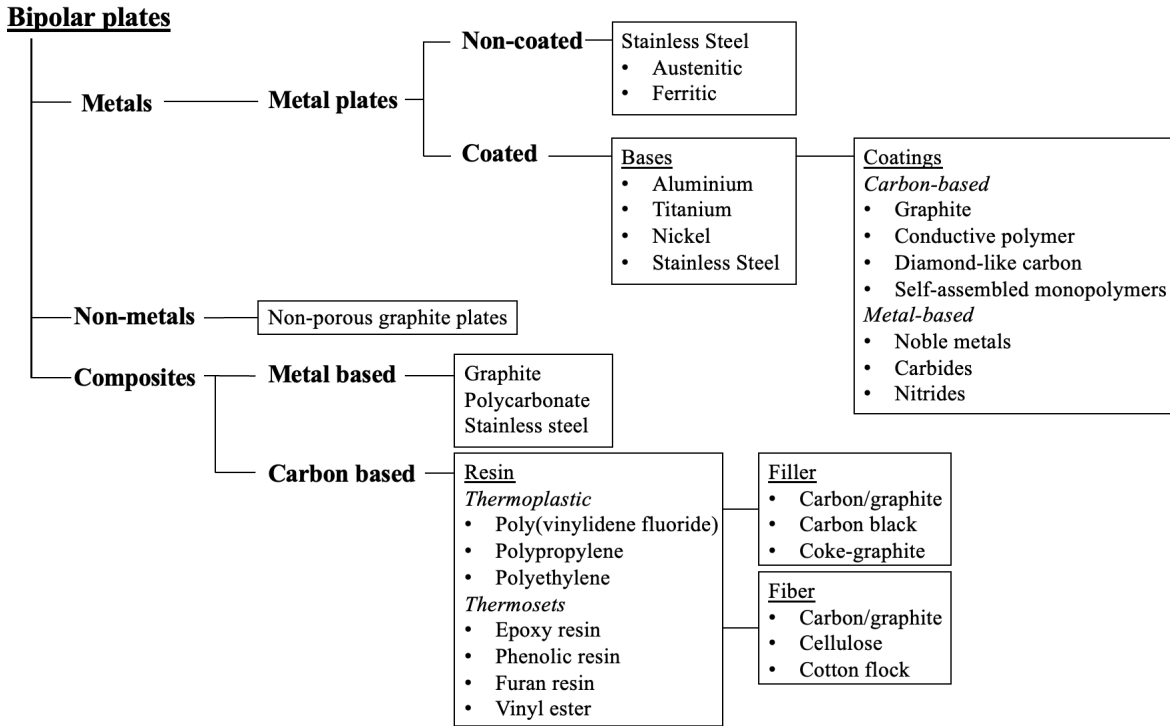 Bipolar plates
Metals
Metal plates
Non-coated
Stainless Steel
• Austenitic
• Ferritic
Coated
Bases
• Aluminium
• Titanium
• Nickel
• Stainless Steel
Coatings
Carbon-based
• Graphite
• Conductive polymer
• Diamond-like carbon
• Self-assembled monopolymers
Metal-based
• Noble metals
• Carbides
• Nitrides
Non-metals
Non-porous graphite plates
Composites
Metal based
Graphite
Polycarbonate
Stainless steel
Carbon based
Resin
Thermoplastic
• Poly(vinylidene fluoride)
• Polypropylene
• Polyethylene
Thermosets
• Epoxy resin
• Phenolic resin
• Furan resin
• Vinyl ester
Filler
• Carbon/graphite
• Carbon black
• Coke-graphite
Fiber
• Carbon/graphite
• Cellulose
• Cotton flock